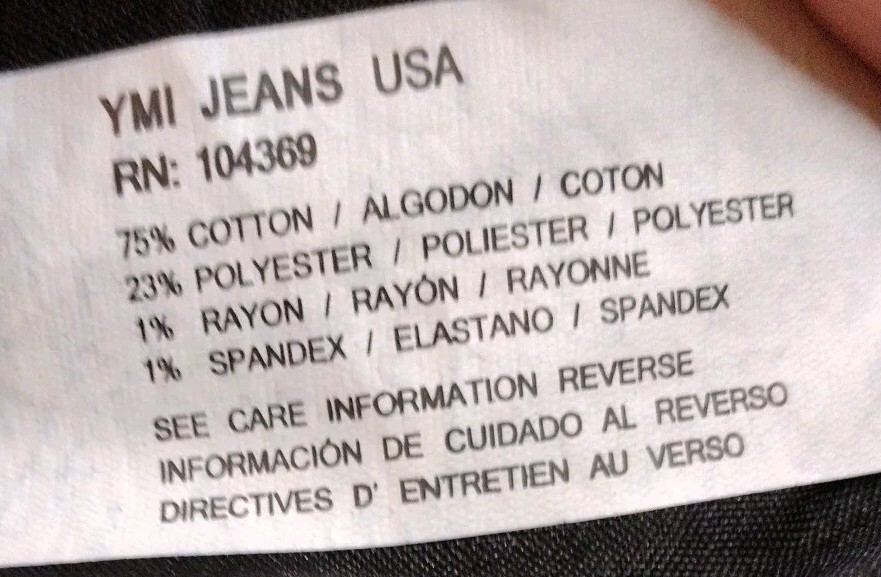 YMI JEANS USA
RN: 104369
75% COTTON / ALGODON / COTON
23% POLYESTER / POLIESTER / POLYESTER
1% RAYON / RAYÓN / RAYONNE
1% SPANDEX / ELASTANO / SPANDEX
SEE CARE INFORMATION REVERSE
INFORMACIÓN DE CUIDADO AL REVERSO
DIRECTIVES D' ENTRETIEN AU VERSO